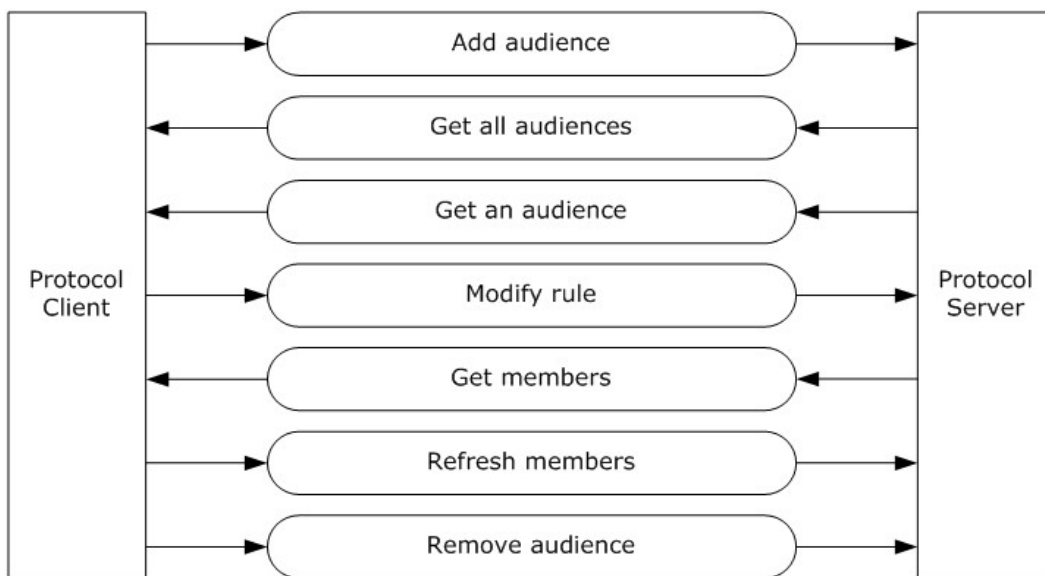 Add audience
Get all audiences
Get an audience
Protocol
Client
Modify rule
Protocol
Server
Get members
Refresh members
Remove audience